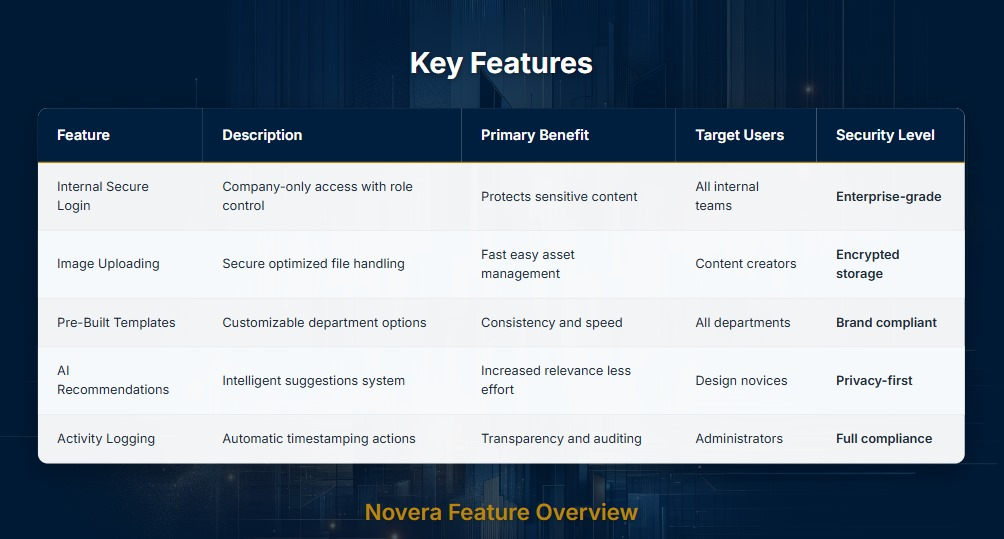 Key Features
Feature Description Primary Benefit Target Users Security Level
Internal Secure
Login
Company-only access with role
control
Protects sensitive content
All internal
teams
Enterprise-grade
Image Uploading
Secure optimized file handling
Fast easy asset
management
Content creators
Encrypted
storage
Pre-Built Templates
Customizable department options
Consistency and speed
All departments
Brand compliant
AI
Recommendations
Intelligent suggestions system
Increased relevance less
effort
Design novices
Privacy-first
Activity Logging
Automatic timestamping actions
Transparency and auditing
Administrators
Full compliance
Novera Feature Overview